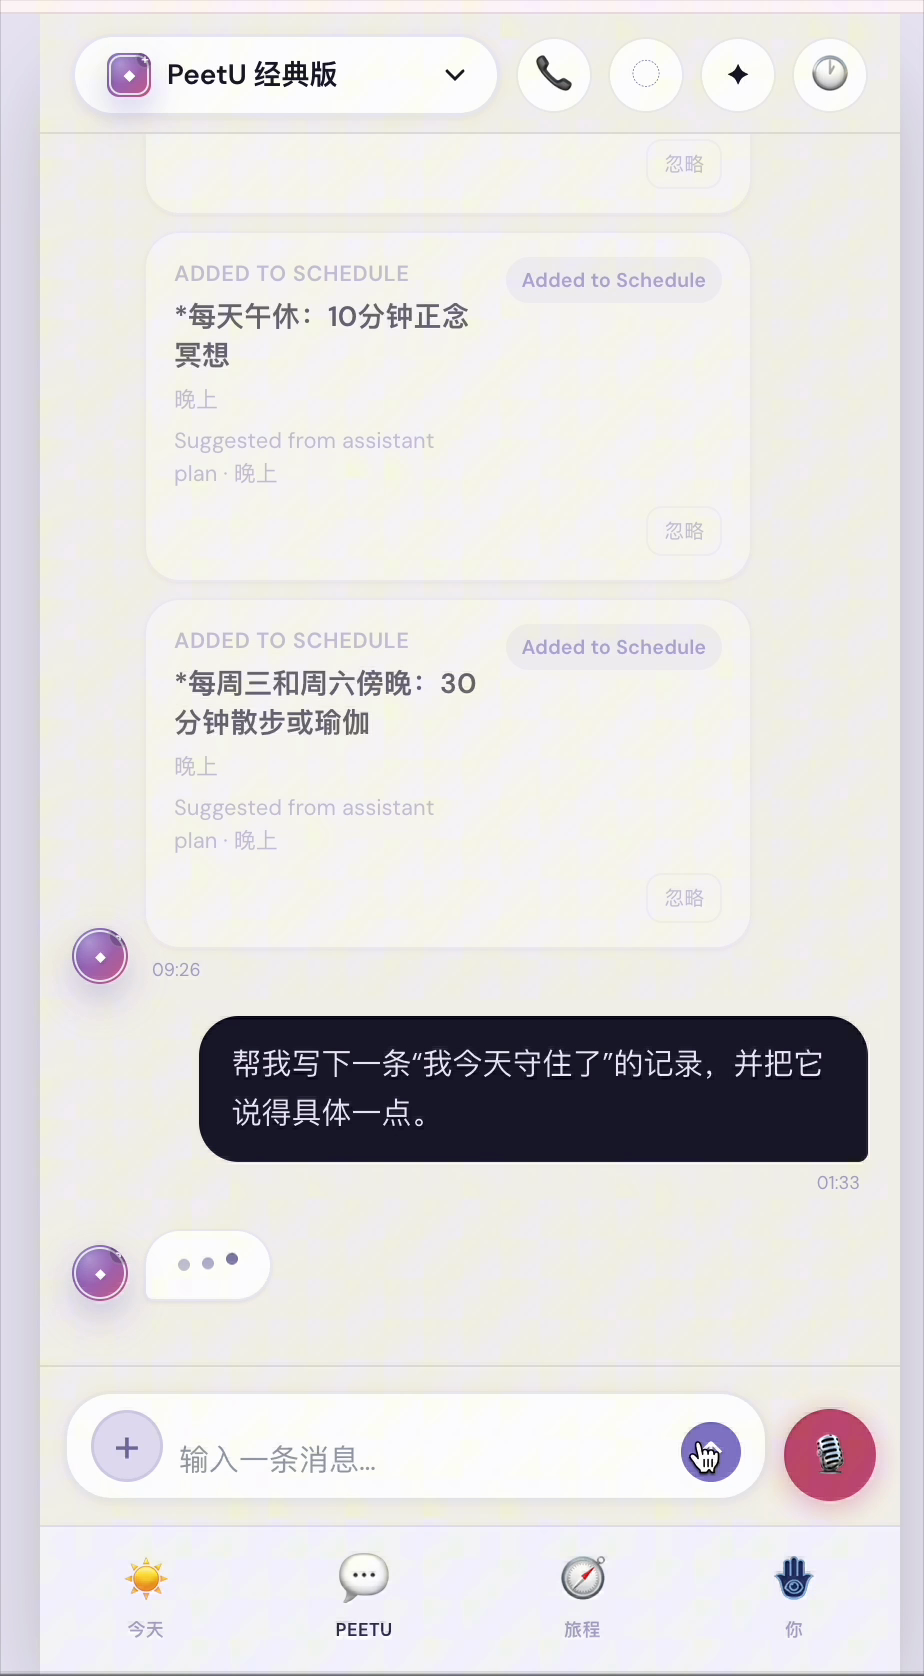 PeetU 经典版
忽略
ADDED TO SCHEDULE
Added to Schedule
*每天午休：10分钟正念
冥想
晚上
Suggested from assistant
plan · 晚上
忽略
ADDED TO SCHEDULE
Added to Schedule
*每周三和周六傍晚：30
分钟散步或瑜伽
晚上
Suggested from assistant
plan · 晚上
忽略
09:26
帮我写下一条“我今天守住了”的记录，并把它
说得具体一点。
01:33
输入一条消息...
今天
PEETU
旅程
你